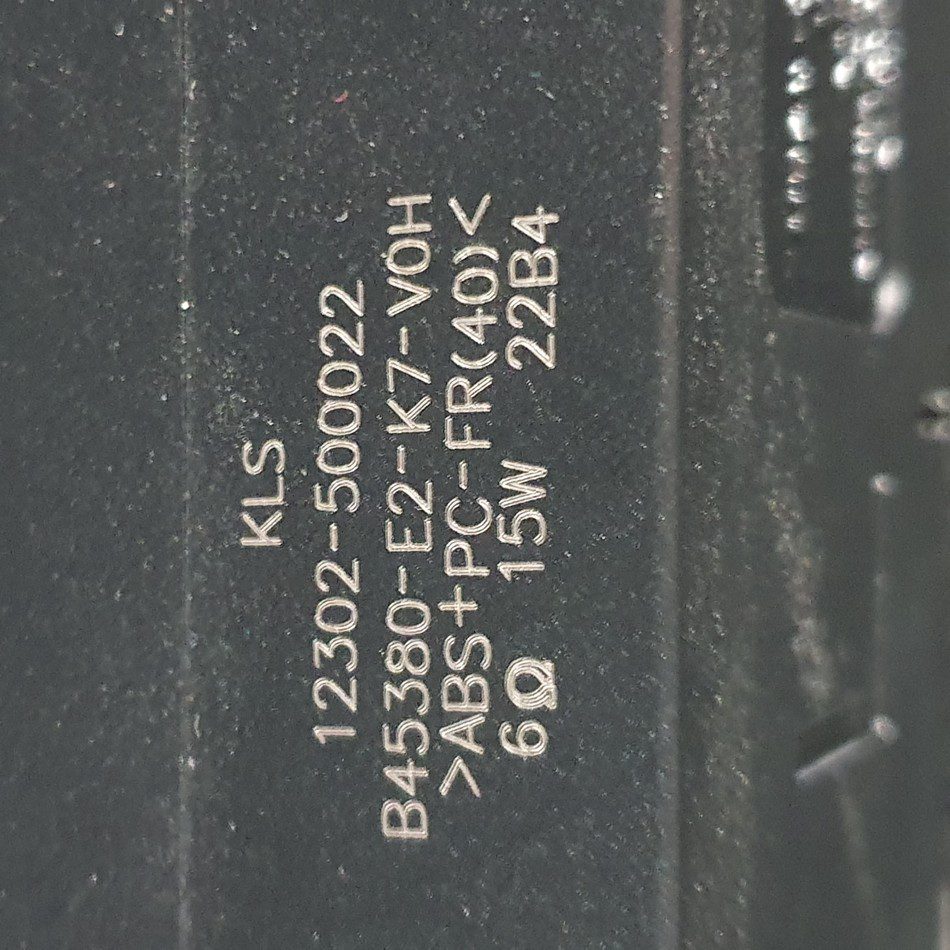 KLS
12302-500022
B45380-E2-K7-V0H
>ABS+PC-FR(40)<
6Ω 15W 22B4